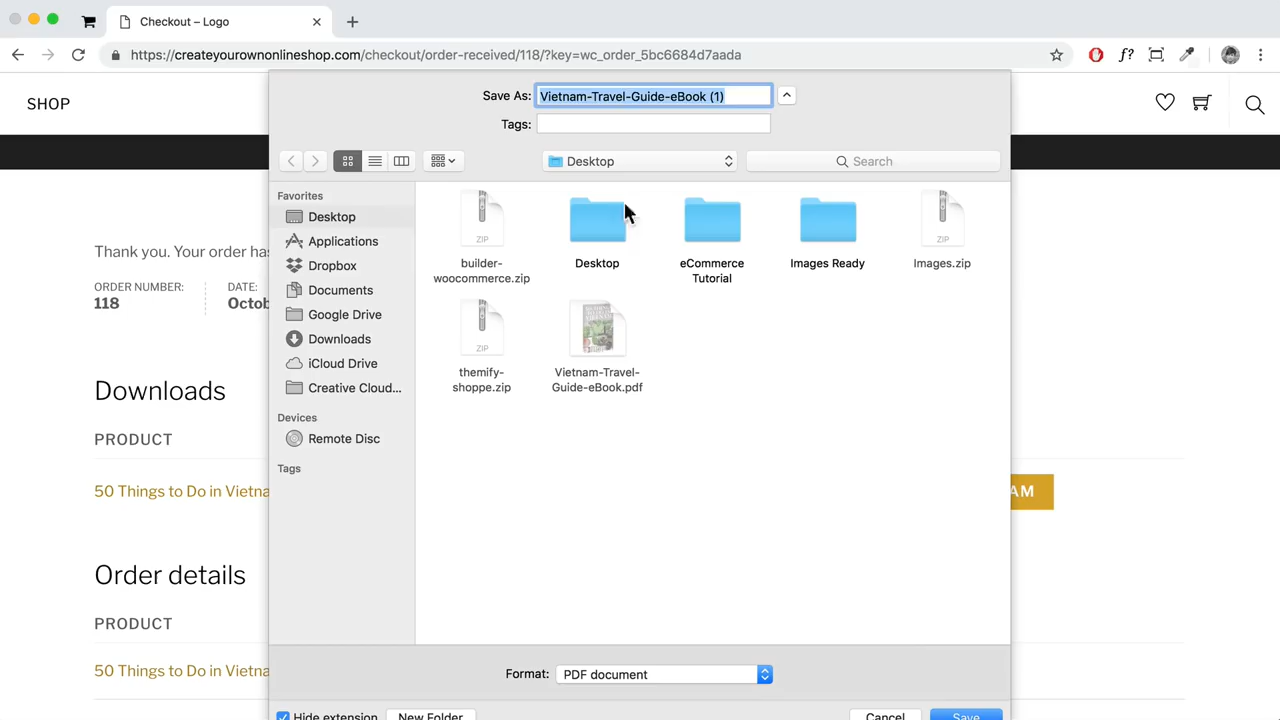 Checkout – Logo
https://createyourownonlineshop.com/checkout/order-received/118/?key=wc_order_5bc6684d7aada
f?
SHOP
Save As: Vietnam-Travel-Guide-eBook (1)
Tags:
Desktop
Search
Favorites
Desktop
Applications
Dropbox
Documents
Google Drive
Downloads
iCloud Drive
Creative Cloud...
Devices
Remote Disc
Tags
ZIP
builder-
woocommerce.zip
Desktop
eCommerce
Tutorial
Images Ready
ZIP
Images.zip
ZIP
themify-
shoppe.zip
Vietnam-Travel-
Guide-eBook.pdf
Thank you. Your order has
ORDER NUMBER:
118
DATE:
Octob
Downloads
PRODUCT
50 Things to Do in Vietna
AM
Order details
PRODUCT
50 Things to Do in Vietna
Format: PDF document
Hide extension
New Folder
Cancel
Save